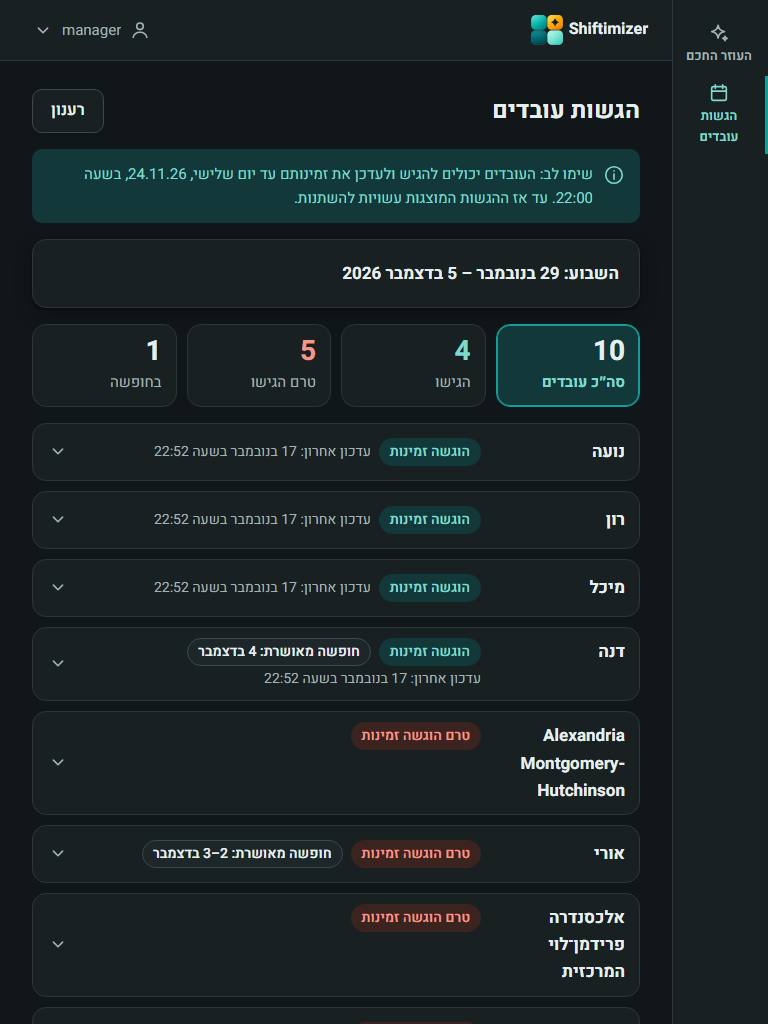 Shiftimizer
manager
העוזר החכם
הגשות
עובדים
הגשות עובדים
רענון
שימו לב: העובדים יכולים להגיש ולעדכן את זמינותם עד יום שלישי, 24.11.26, בשעה
22:00. עד אז ההגשות המוצגות עשויות להשתנות.
השבוע: 29 בנובמבר – 5 בדצמבר 2026
10
סה"כ עובדים
4
הגישו
5
טרם הגישו
1
בחופשה
נועה
הוגשה זמינות
עדכון אחרון: 17 בנובמבר בשעה 22:52
רון
הוגשה זמינות
עדכון אחרון: 17 בנובמבר בשעה 22:52
מיכל
הוגשה זמינות
עדכון אחרון: 17 בנובמבר בשעה 22:52
דנה
הוגשה זמינות
חופשה מאושרת: 4 בדצמבר
עדכון אחרון: 17 בנובמבר בשעה 22:52
Alexandria
Montgomery-
Hutchinson
טרם הוגשה זמינות
אורי
טרם הוגשה זמינות
חופשה מאושרת: 2–3 בדצמבר
אלכסנדרה
פרידמן־לוי
המרכזית
טרם הוגשה זמינות